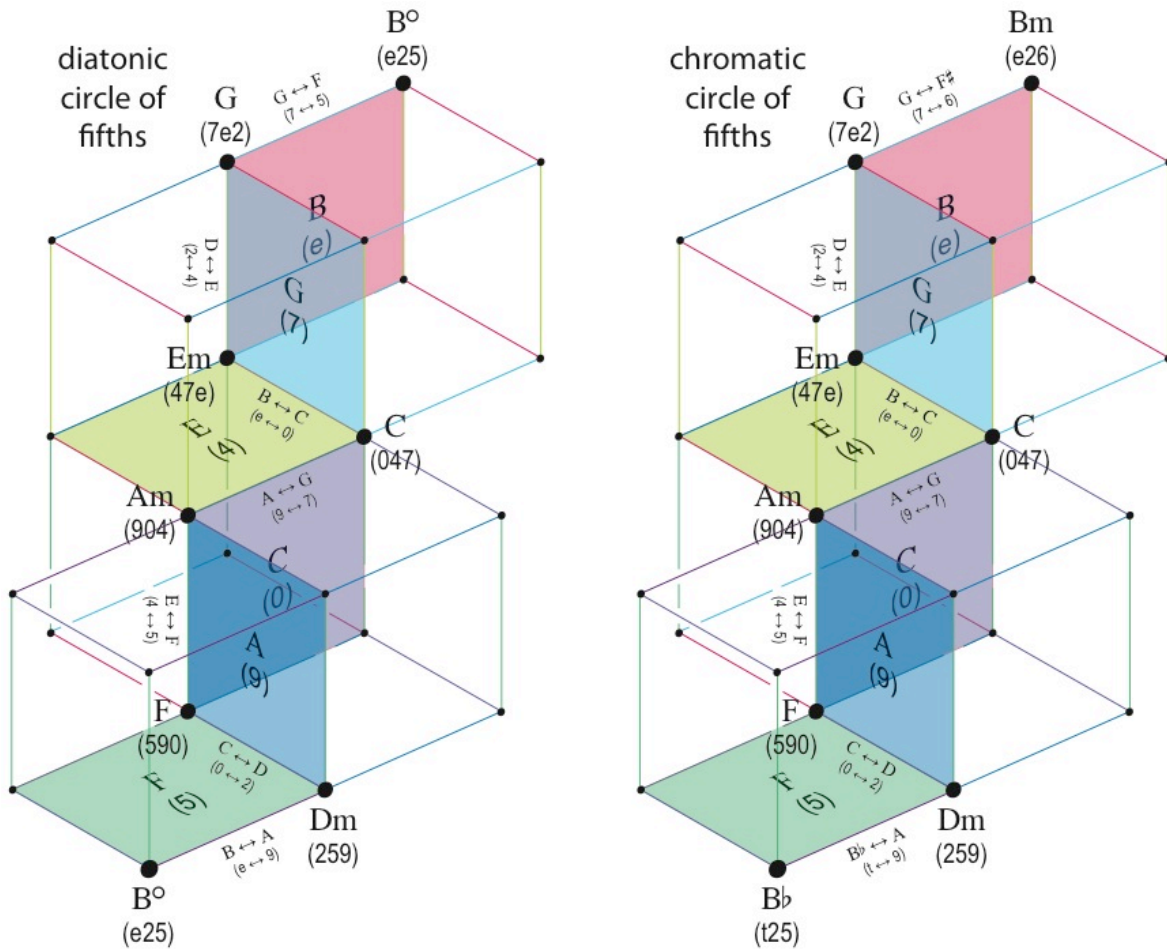 diatonic
circle of
fifths
B°
(e25)
G ↔ F
(7 ↔ 5)
G
(7e2)
B
(e)
D ↔ E
(2 ↔ 4)
G
(7)
Em
(47e)
B ↔ C
(e ↔ 0)
E
(4)
C
(047)
A ↔ G
(9 ↔ 7)
Am
(904)
C
(0)
E ↔ F
(4 ↔ 5)
A
(9)
F
(590)
C ↔ D
(0 ↔ 2)
F
(5)
Dm
(259)
B ↔ A
(e ↔ 9)
B°
(e25)
chromatic
circle of
fifths
Bm
(e26)
G ↔ F♯
(7 ↔ 6)
G
(7e2)
B
(e)
D ↔ E
(2 ↔ 4)
G
(7)
Em
(47e)
B ↔ C
(e ↔ 0)
E
(4)
C
(047)
A ↔ G
(9 ↔ 7)
Am
(904)
C
(0)
E ↔ F
(4 ↔ 5)
A
(9)
F
(590)
C ↔ D
(0 ↔ 2)
F
(5)
Dm
(259)
B♭ ↔ A
(t ↔ 9)
B♭
(t25)